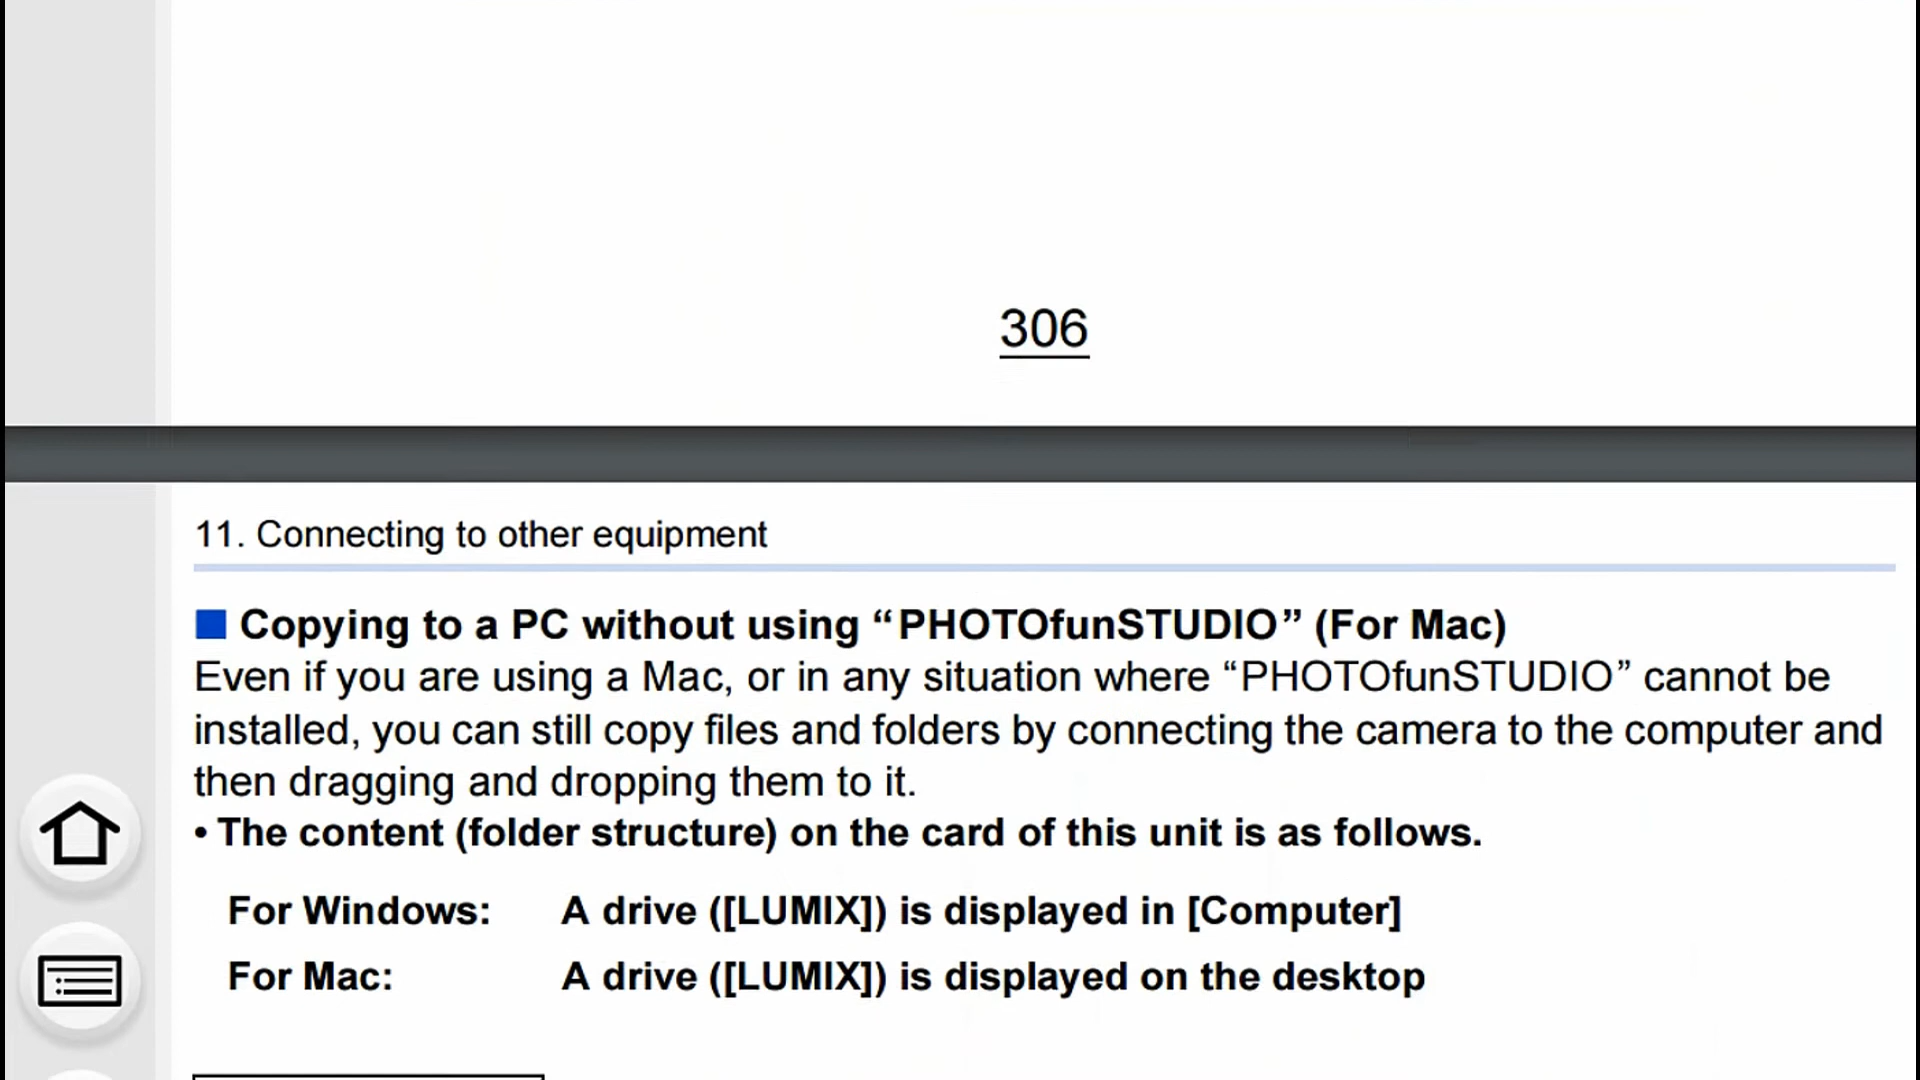 306
11. Connecting to other equipment
Copying to a PC without using “PHOTOfunSTUDIO” (For Mac)
Even if you are using a Mac, or in any situation where “PHOTOfunSTUDIO” cannot be
installed, you can still copy files and folders by connecting the camera to the computer and
then dragging and dropping them to it.
• The content (folder structure) on the card of this unit is as follows.
For Windows: A drive ([LUMIX]) is displayed in [Computer]
For Mac: A drive ([LUMIX]) is displayed on the desktop